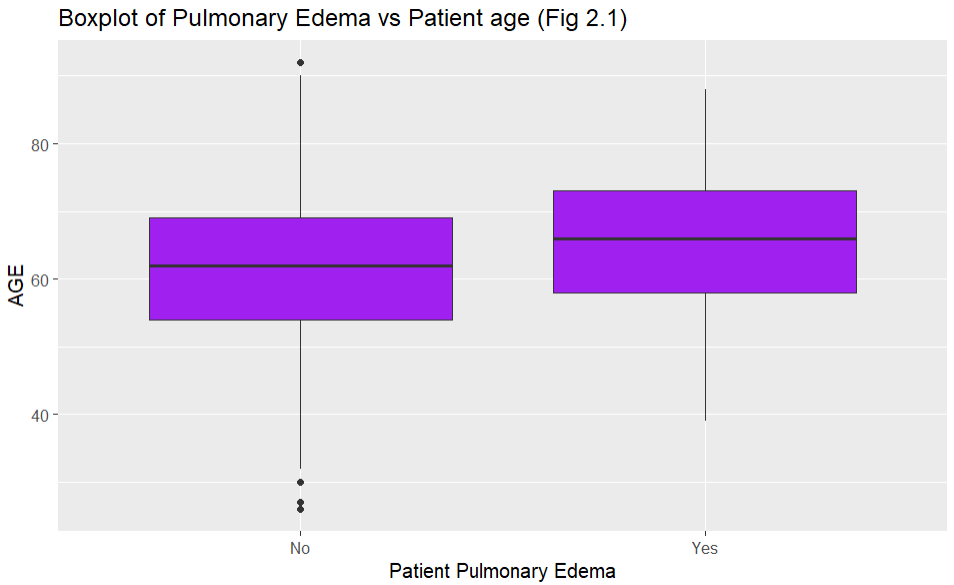 Boxplot of Pulmonary Edema vs Patient age (Fig 2.1)
AGE
80
60
40
No Yes
Patient Pulmonary Edema